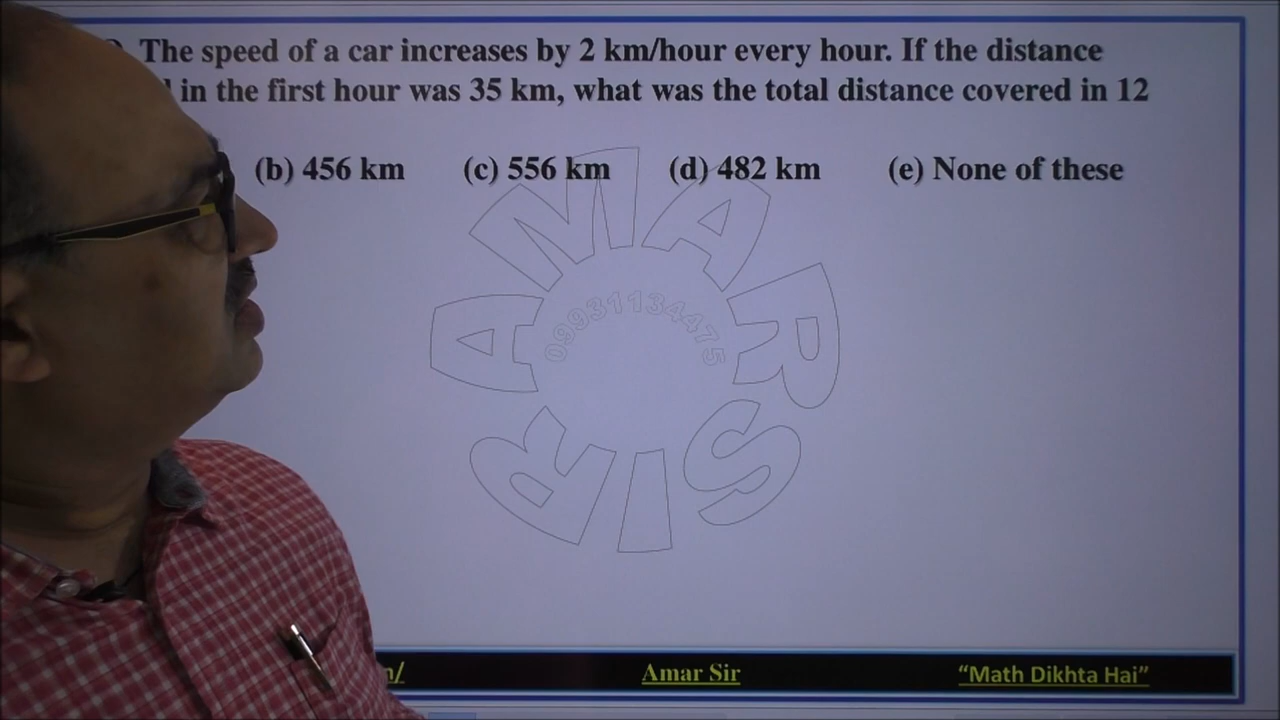 The speed of a car increases by 2 km/hour every hour. If the distance
in the first hour was 35 km, what was the total distance covered in 12
(b) 456 km (c) 556 km (d) 482 km (e) None of these
AMAR SIR
09931134475
Amar Sir “Math Dikhta Hai”